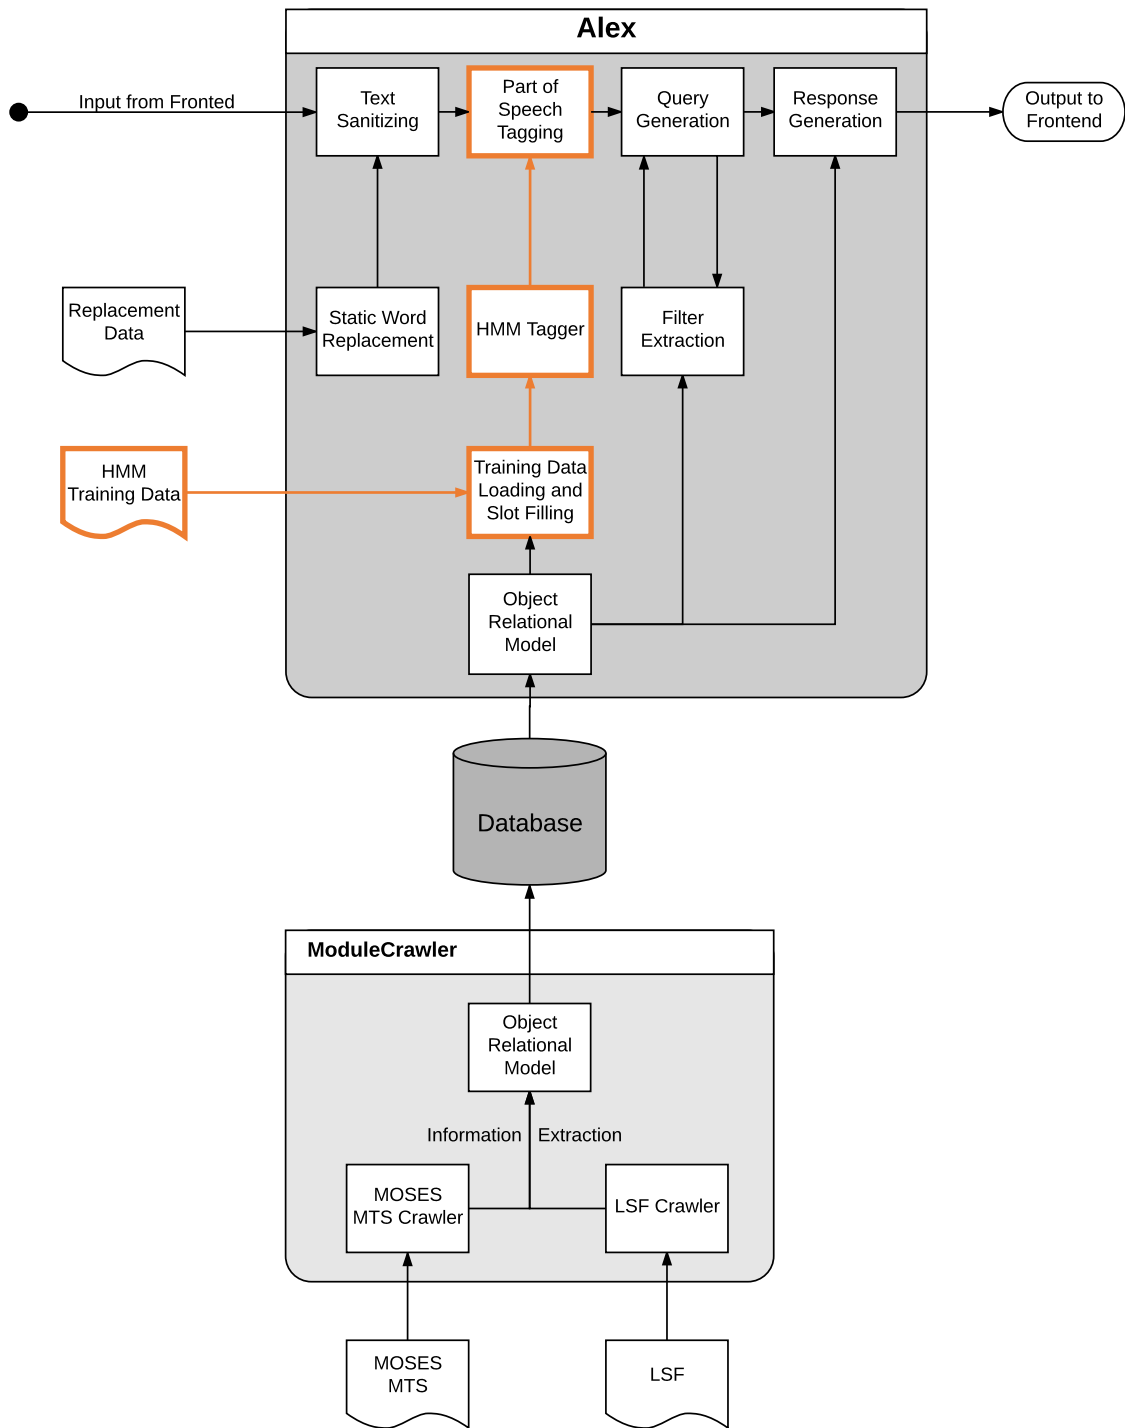 Alex
Input from Fronted
Text
Sanitizing
Part of
Speech
Tagging
Query
Generation
Response
Generation
Output to
Frontend
Replacement
Data
Static Word
Replacement
HMM Tagger
Filter
Extraction
HMM
Training Data
Training Data
Loading and
Slot Filling
Object
Relational
Model
Database
ModuleCrawler
Object
Relational
Model
Information Extraction
MOSES
MTS Crawler
LSF Crawler
MOSES
MTS
LSF